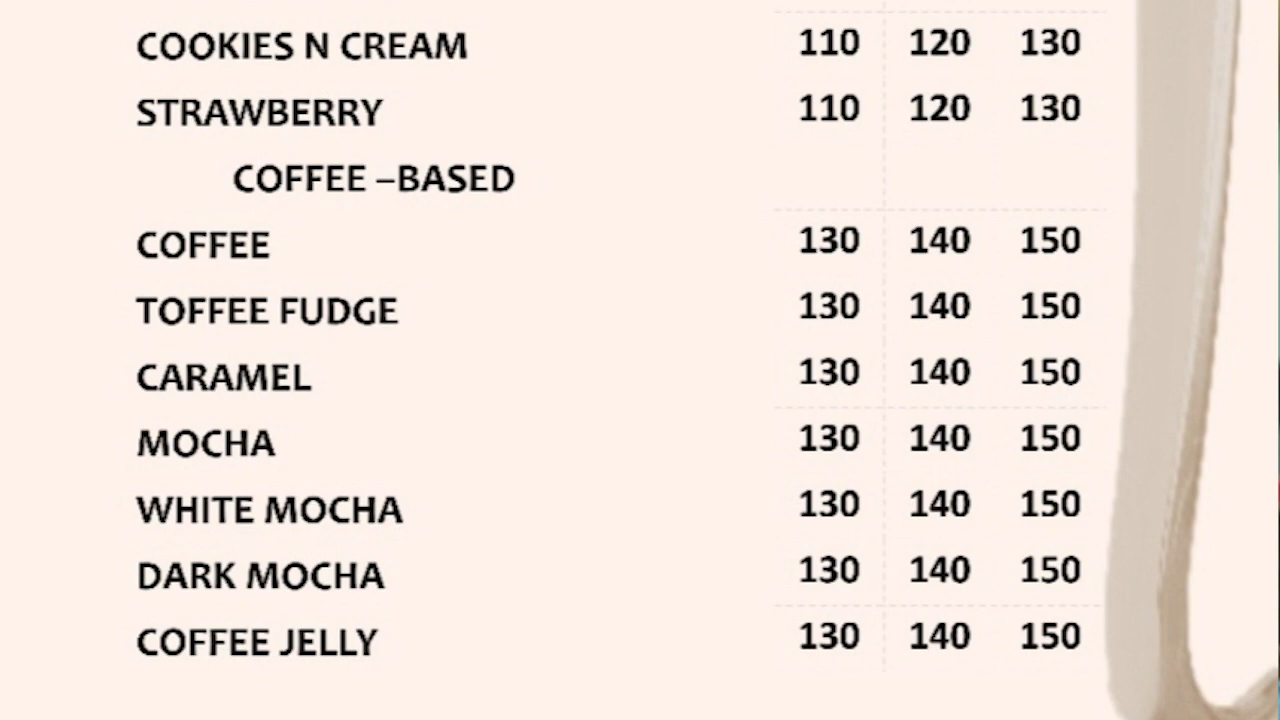 COOKIES N CREAM 110 120 130
STRAWBERRY 110 120 130
COFFEE –BASED
COFFEE 130 140 150
TOFFEE FUDGE 130 140 150
CARAMEL 130 140 150
MOCHA 130 140 150
WHITE MOCHA 130 140 150
DARK MOCHA 130 140 150
COFFEE JELLY 130 140 150